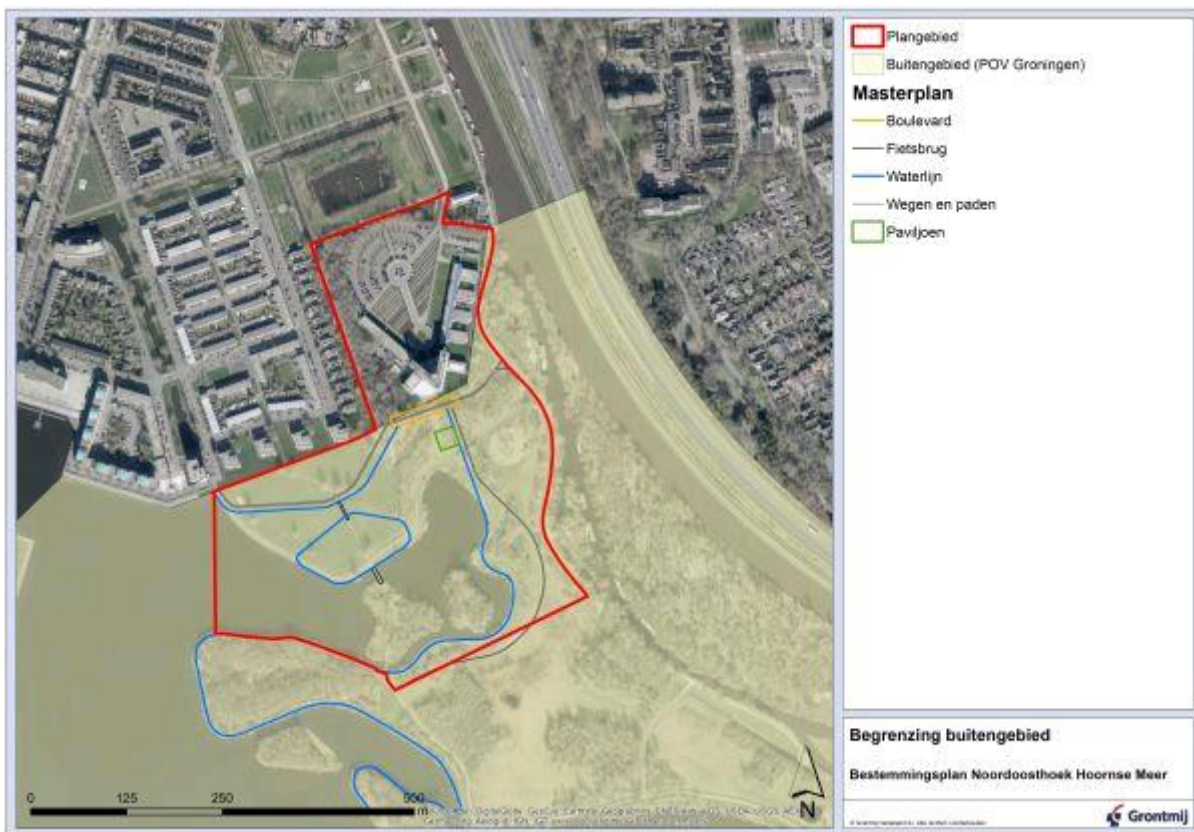 Plangebied
Buitengebied (POV Groningen)
Masterplan
Boulevard
Fietsbrug
Waterlijn
Wegen en paden
Paviljoen
0 125 250 500
m
N
Begrenzing buitengebied
Bestemmingsplan Noordoosthoek Hoornse Meer
Grontmij